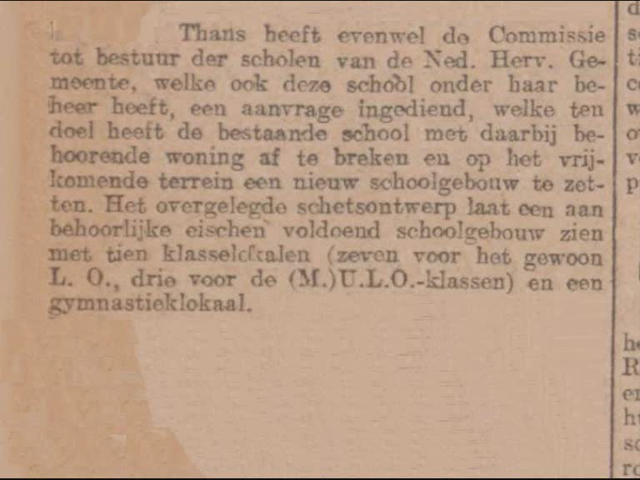 Thans heeft evenwel de Commissie
tot bestuur der scholen van de Ned. Herv. Ge-
meente, welke ook deze school onder haar be-
heer heeft, een aanvrage ingediend, welke ten
doel heeft de bestaande school met daarbij be-
hoorende woning af te breken en op het vrij-
komende terrein een nieuw schoolgebouw te zet-
ten. Het overgelegde schetsontwerp laat een aan
behoorlijke eischen voldoend schoolgebouw zien
met tien (zeven voor het gewoon
L. O., drie voor de (M.)U.L.O.-klassen) en een
gymnastieklokaal.